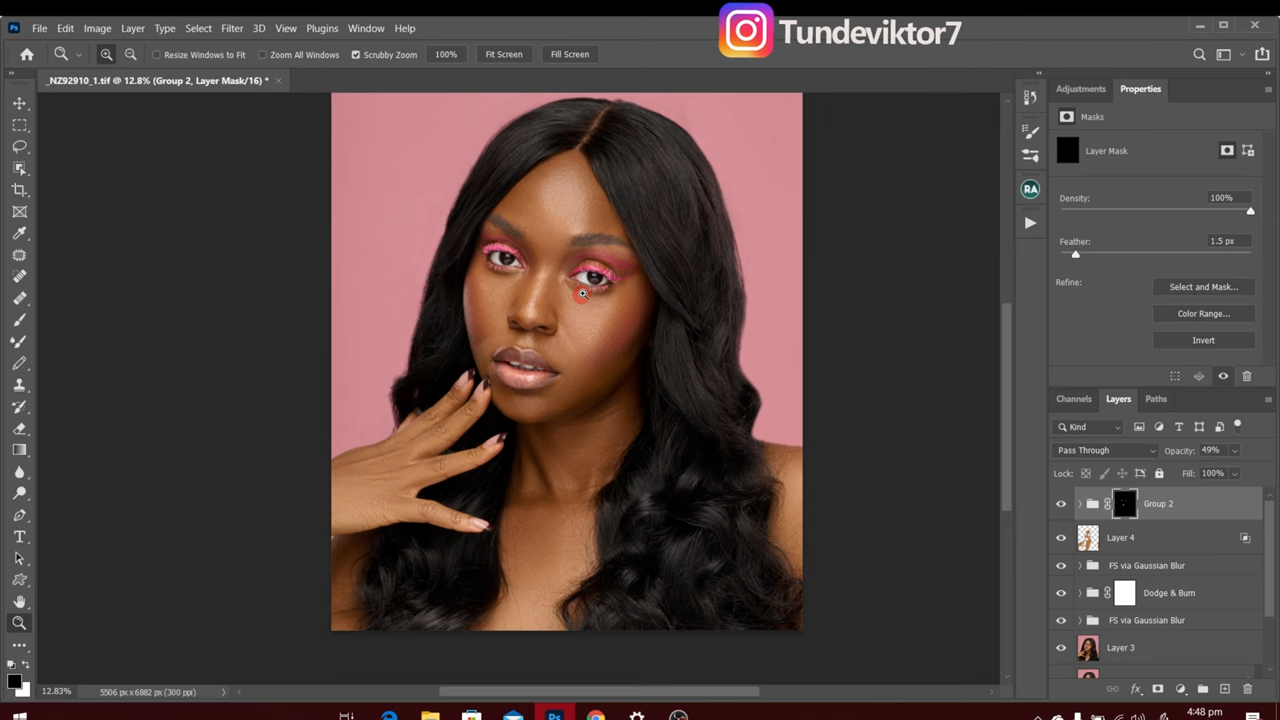 Tundeviktor7
File Edit Image Layer Type Select Filter 3D View Plugins Window Help
Resize Windows to Fit Zoom All Windows Scrubby Zoom 100% Fit Screen Fill Screen
_NZ92910_1.tif @ 12.8% (Group 2, Layer Mask/16) * ×
Adjustments Properties
Masks
Layer Mask
Density: 100%
Feather: 1.5 px
Refine: Select and Mask...
Color Range...
Invert
RA
Channels Layers Paths
Kind
Pass Through Opacity: 49%
Lock: Fill: 100%
Group 2
Layer 4
FS via Gaussian Blur
Dodge & Burn
FS via Gaussian Blur
Layer 3
fx
12.83% 5506 px x 6882 px (300 ppi)
Ps
4:48 pm